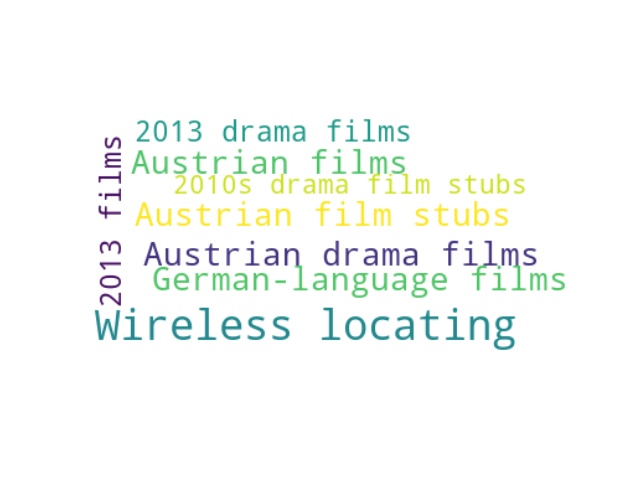 2013 drama films
Austrian films
2010s drama film stubs
Austrian film stubs
Austrian drama films
German-language films
Wireless locating
2013 films